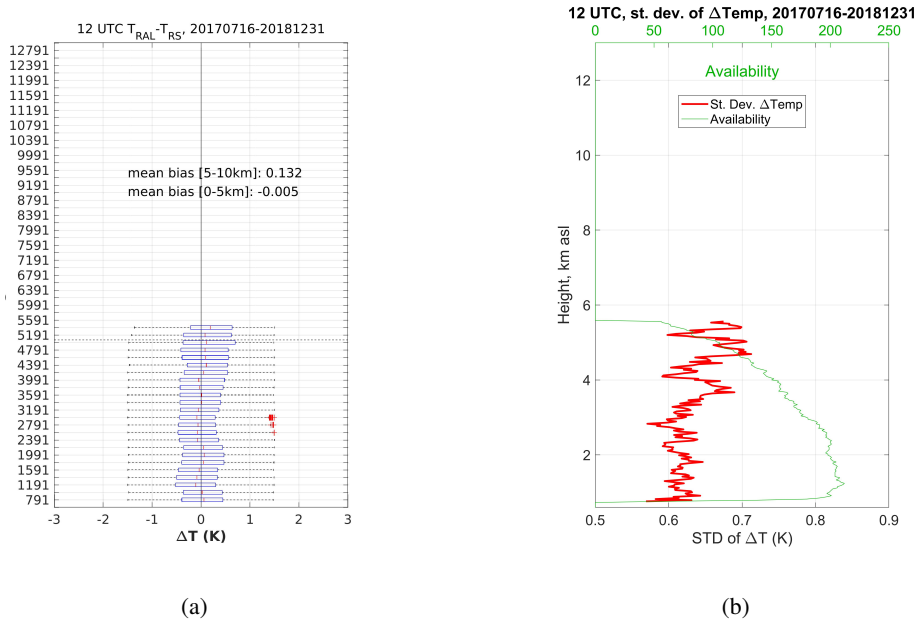 12 UTC T_RAL-T_RS, 20170716-20181231
12791
12391
11991
11591
11191
10791
10391
9991
9591
9191
8791
8391
7991
7591
7191
6791
6391
5991
5591
5191
4791
4391
3991
3591
3191
2791
2391
1991
1591
1191
791
mean bias [5-10km]: 0.132
mean bias [0-5km]: -0.005
-3 -2 -1 0 1 2 3
ΔT (K)
(a)
12 UTC, st. dev. of ΔTemp, 20170716-20181231
0 50 100 150 200 250
Availability
St. Dev. ΔTemp
Availability
Height, km asl
12
10
8
6
4
2
0.5 0.6 0.7 0.8 0.9
STD of ΔT (K)
(b)